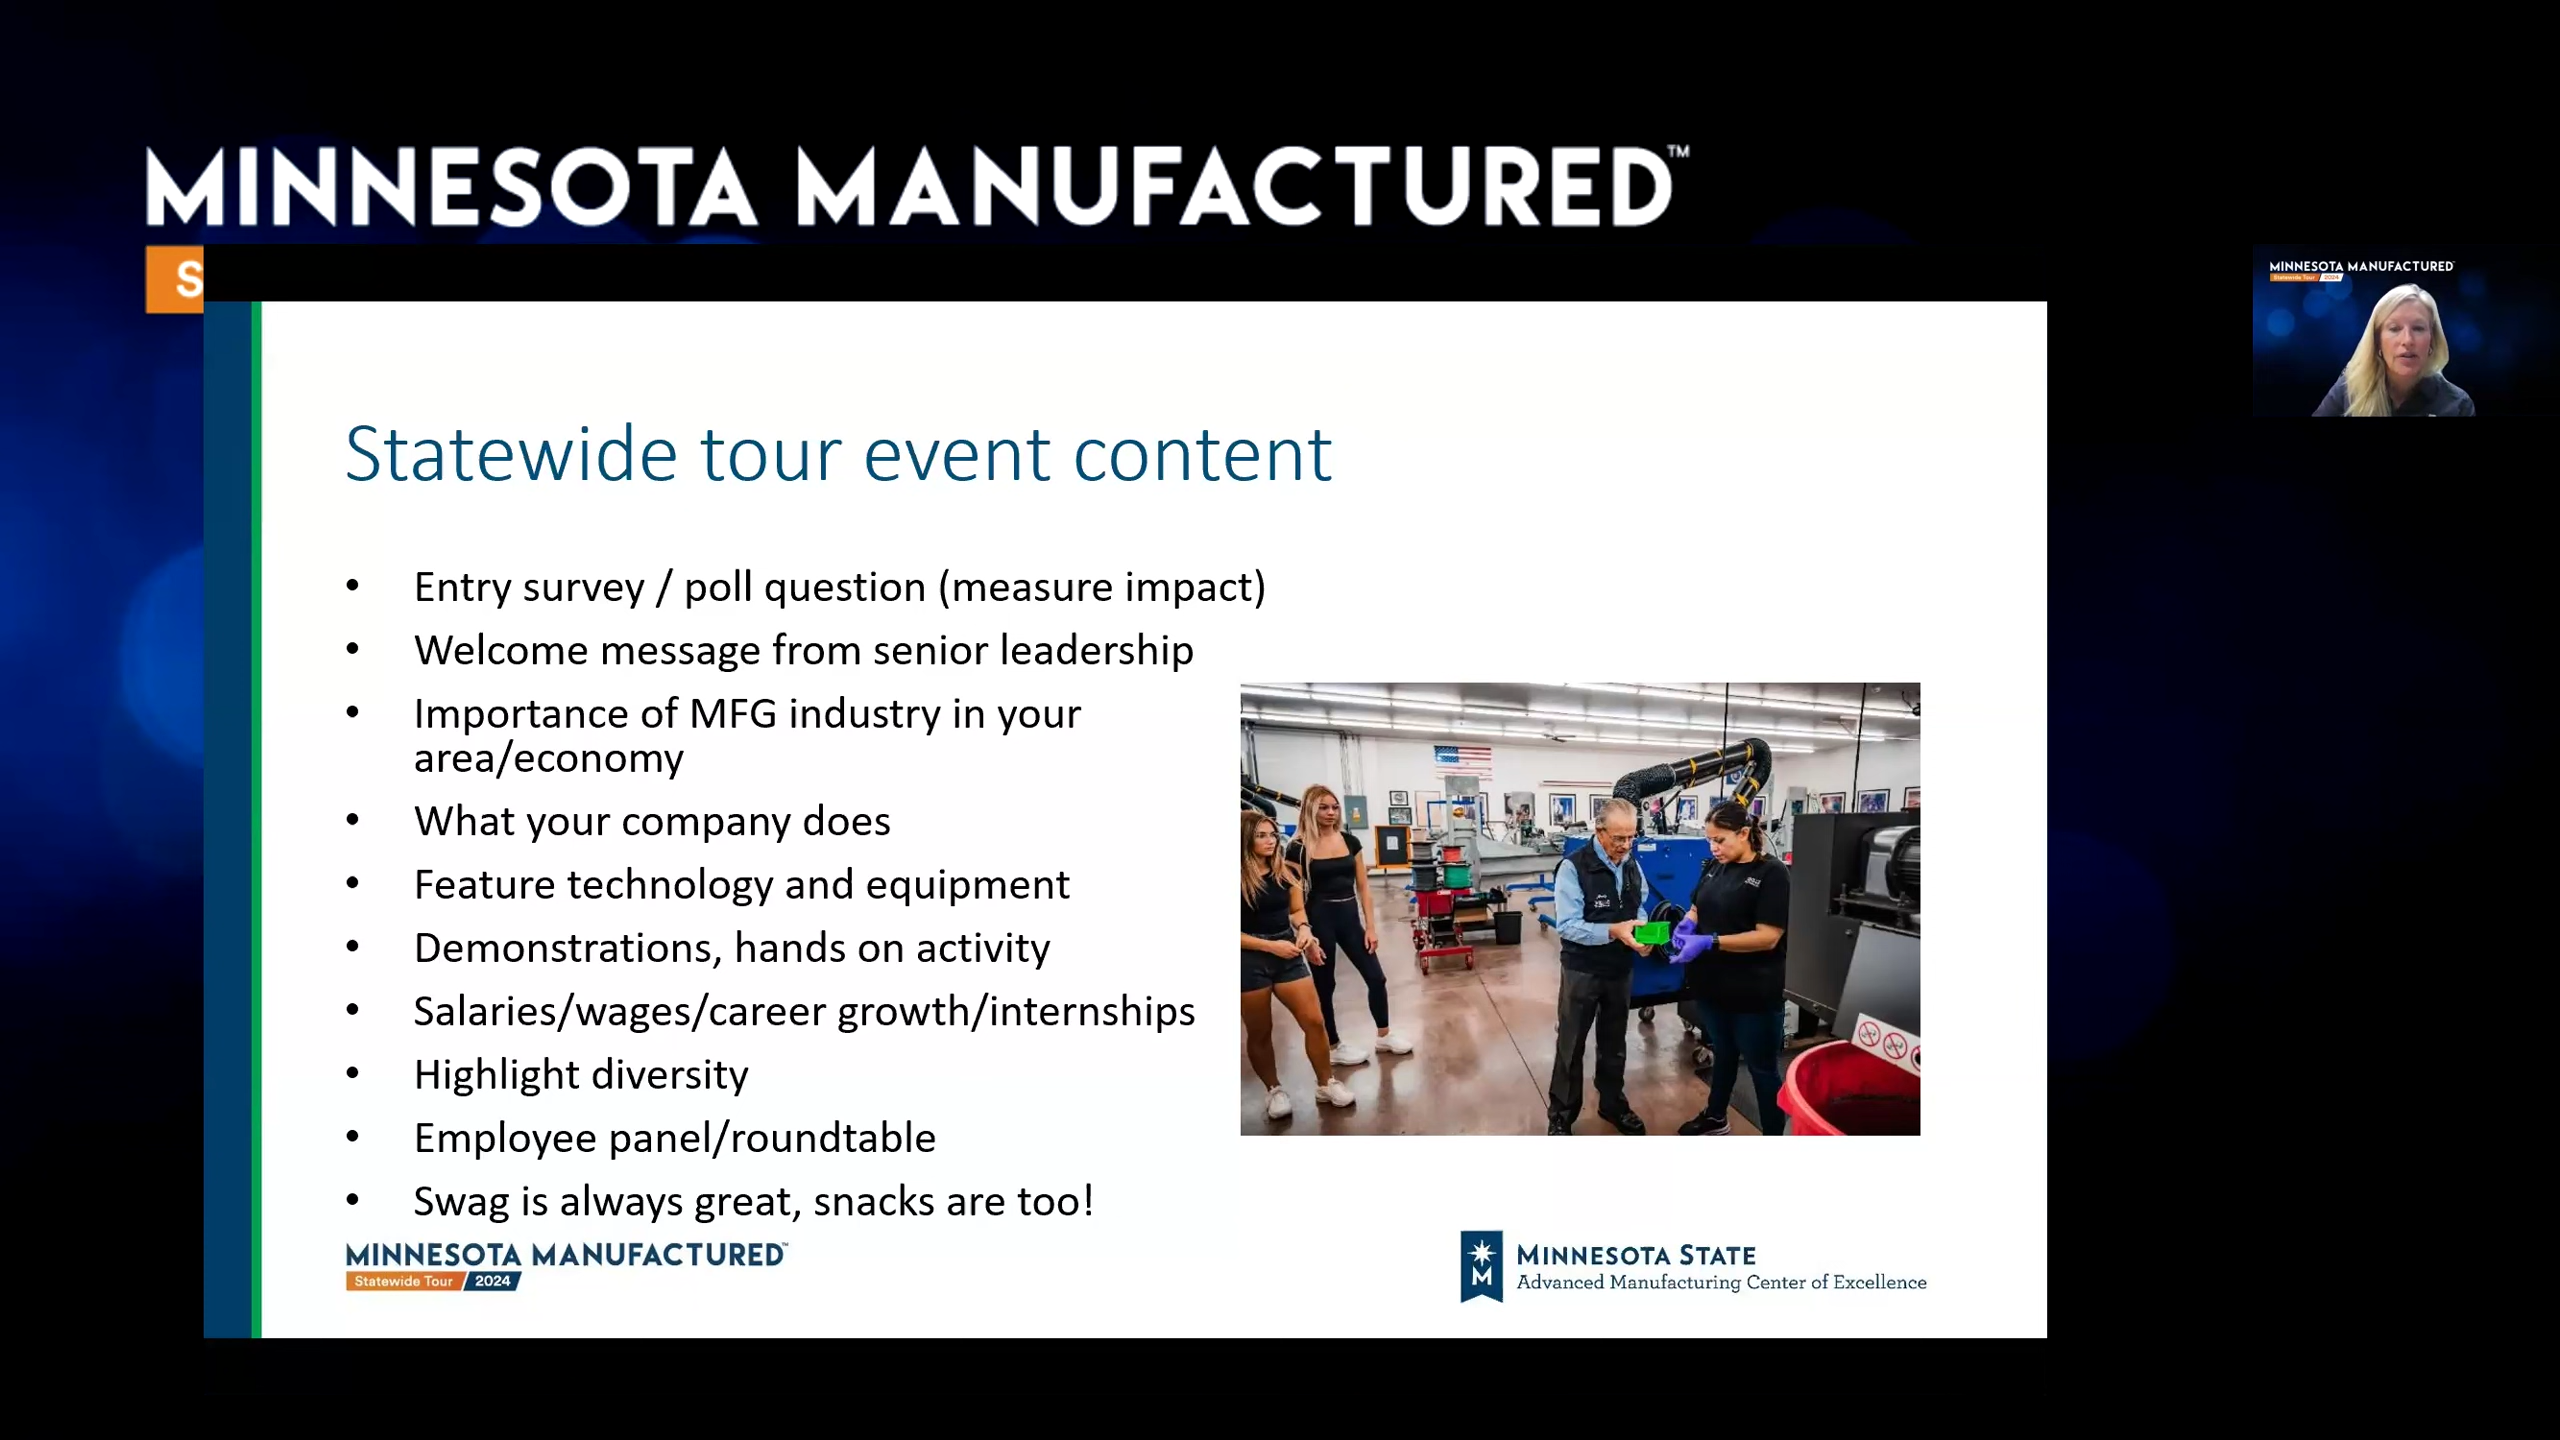 MINNESOTA MANUFACTURED™
S
MINNESOTA MANUFACTURED
Statewide Tour 2024
Statewide tour event content
• Entry survey / poll question (measure impact)
• Welcome message from senior leadership
• Importance of MFG industry in your
area/economy
• What your company does
• Feature technology and equipment
• Demonstrations, hands on activity
• Salaries/wages/career growth/internships
• Highlight diversity
• Employee panel/roundtable
• Swag is always great, snacks are too!
MINNESOTA MANUFACTURED™
Statewide Tour / 2024
M
MINNESOTA STATE
Advanced Manufacturing Center of Excellence